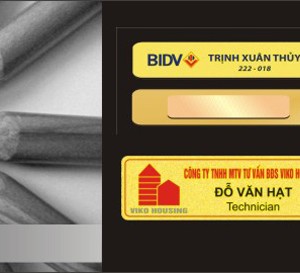 BIDV TRỊNH XUÂN THỦY
222 - 018
CÔNG TY TNHH MTV TƯ VẤN BĐS VIKO
ĐỖ VĂN HẠT
Technician
VIKO HOUSING